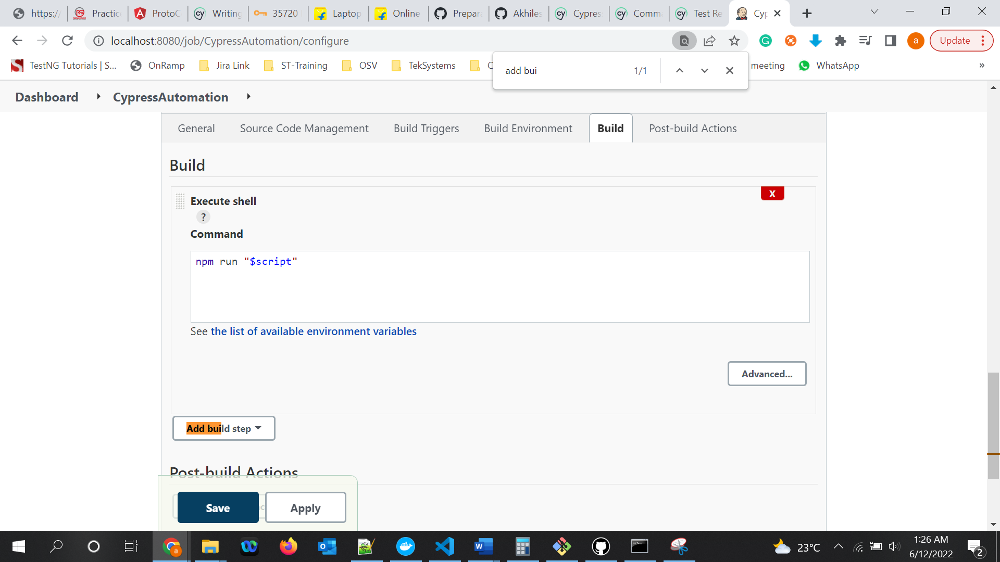 https:/
Practic
ProtoC
Writing
35720
Laptop
Online
Prepar
Akhiles
Cypres
Comm
Test Re
Cyp
localhost:8080/job/CypressAutomation/configure
Update
TestNG Tutorials | S...
OnRamp
Jira Link
ST-Training
OSV
TekSystems
meeting
WhatsApp
»
add bui
1/1
Dashboard
CypressAutomation
General
Source Code Management
Build Triggers
Build Environment
Build
Post-build Actions
Build
Execute shell
X
?
Command
npm run "$script"
See the list of available environment variables
Advanced...
Add build step
Post-build Actions
Save
Apply
23°C
1:26 AM
6/12/2022
2